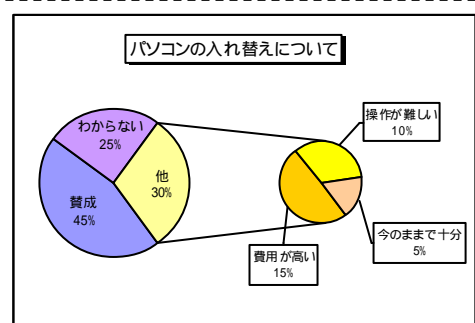 パソコンの入れ替えについて
わからない
25%
操作が難しい
10%
他
30%
賛成
45%
今のままで十分
5%
費用が高い
15%